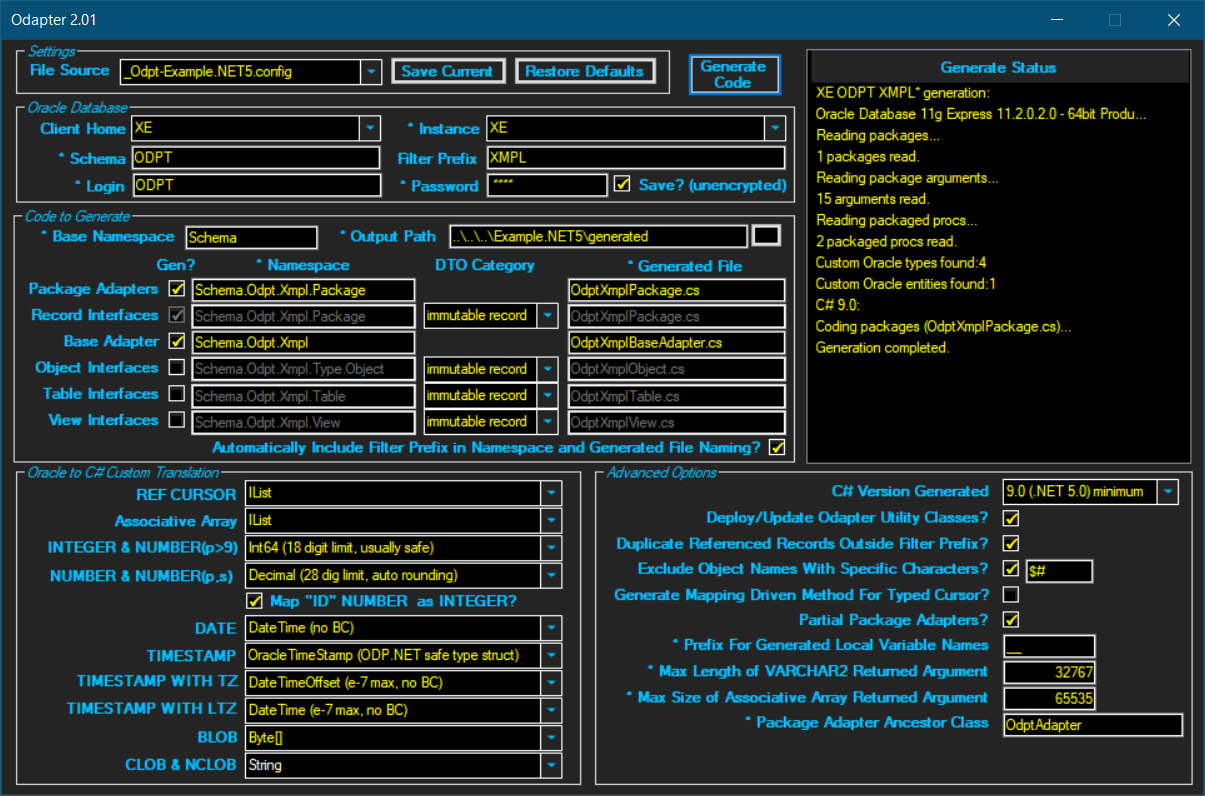 Odapter 2.01
Settings
File Source _Odpt-Example.NET5.config Save Current Restore Defaults Generate Code
Oracle Database
Client Home XE * Instance XE
* Schema ODPT Filter Prefix XMPL
* Login ODPT * Password **** Save? (unencrypted)
Code to Generate
* Base Namespace Schema * Output Path ..\..\..\Example.NET5\generated
Gen? * Namespace DTO Category * Generated File
Package Adapters Schema.Odpt.Xmpl.Package OdptXmplPackage.cs
Record Interfaces Schema.Odpt.Xmpl.Package immutable record OdptXmplPackage.cs
Base Adapter Schema.Odpt.Xmpl OdptXmplBaseAdapter.cs
Object Interfaces Schema.Odpt.Xmpl.Type.Object immutable record OdptXmplObject.cs
Table Interfaces Schema.Odpt.Xmpl.Table immutable record OdptXmplTable.cs
View Interfaces Schema.Odpt.Xmpl.View immutable record OdptXmplView.cs
Automatically Include Filter Prefix in Namespace and Generated File Naming?
Generate Status
XE ODPT XMPL* generation:
Oracle Database 11g Express 11.2.0.2.0 - 64bit Produ...
Reading packages...
1 packages read.
Reading package arguments...
15 arguments read.
Reading packaged procs...
2 packaged procs read.
Custom Oracle types found:4
Custom Oracle entities found:1
C# 9.0:
Coding packages (OdptXmplPackage.cs)...
Generation completed.
Oracle to C# Custom Translation
REF CURSOR IList
Associative Array IList
INTEGER & NUMBER(p>9) Int64 (18 digit limit, usually safe)
NUMBER & NUMBER(p,s) Decimal (28 dig limit, auto rounding)
Map "ID" NUMBER as INTEGER?
DATE DateTime (no BC)
TIMESTAMP OracleTimeStamp (ODP.NET safe type struct)
TIMESTAMP WITH TZ DateTimeOffset (e-7 max, no BC)
TIMESTAMP WITH LTZ DateTime (e-7 max, no BC)
BLOB Byte[]
CLOB & NCLOB String
Advanced Options
C# Version Generated 9.0 (.NET 5.0) minimum
Deploy/Update Odapter Utility Classes?
Duplicate Referenced Records Outside Filter Prefix?
Exclude Object Names With Specific Characters? $#
Generate Mapping Driven Method For Typed Cursor?
Partial Package Adapters?
* Prefix For Generated Local Variable Names __
* Max Length of VARCHAR2 Returned Argument 32767
* Max Size of Associative Array Returned Argument 65535
* Package Adapter Ancestor Class OdptAdapter